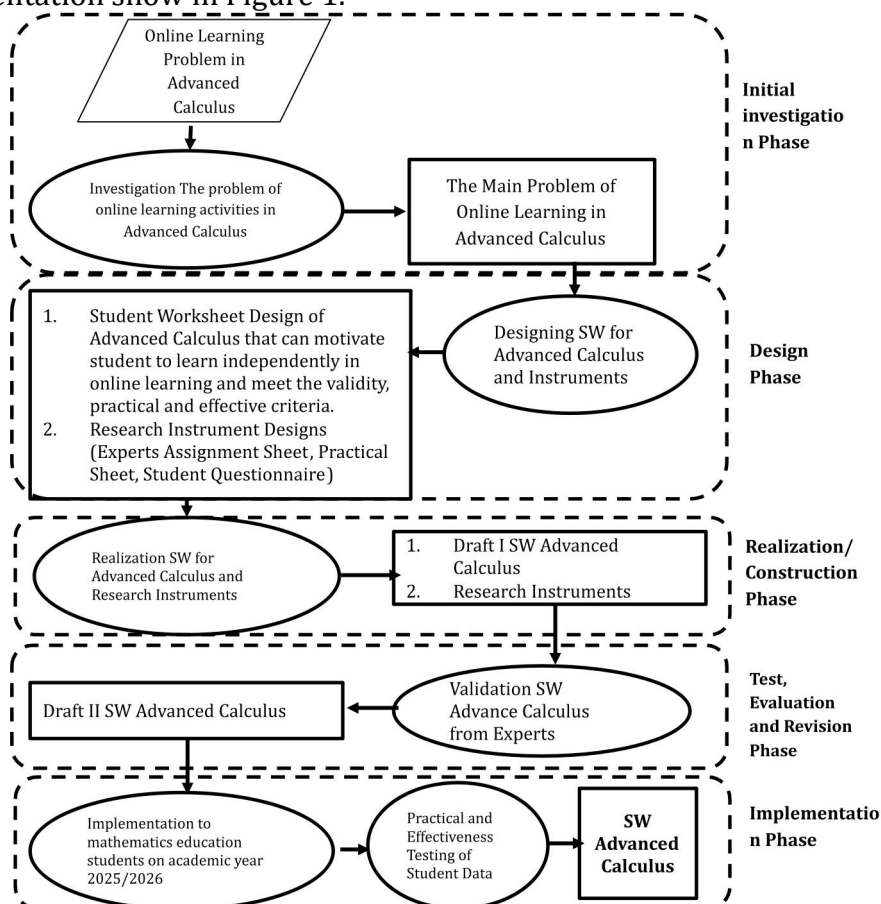 entation show in Figure 1.
Online Learning
Problem in
Advanced
Calculus
Initial
investigatio
n Phase
Investigation The problem of
online learning activities in
Advanced Calculus
The Main Problem of
Online Learning in
Advanced Calculus
1. Student Worksheet Design of
Advanced Calculus that can motivate
student to learn independently in
online learning and meet the validity,
practical and effective criteria.
2. Research Instrument Designs
(Experts Assignment Sheet, Practical
Sheet, Student Questionnaire)
Designing SW for
Advanced Calculus
and Instruments
Design
Phase
Realization SW for
Advanced Calculus and
Research Instruments
1. Draft I SW Advanced
Calculus
2. Research Instruments
Realization/
Construction
Phase
Draft II SW Advanced Calculus
Validation SW
Advance Calculus
from Experts
Test,
Evaluation
and Revision
Phase
Implementation to
mathematics education
students on academic year
2025/2026
Practical and
Effectiveness
Testing of
Student Data
SW
Advanced
Calculus
Implementatio
n Phase